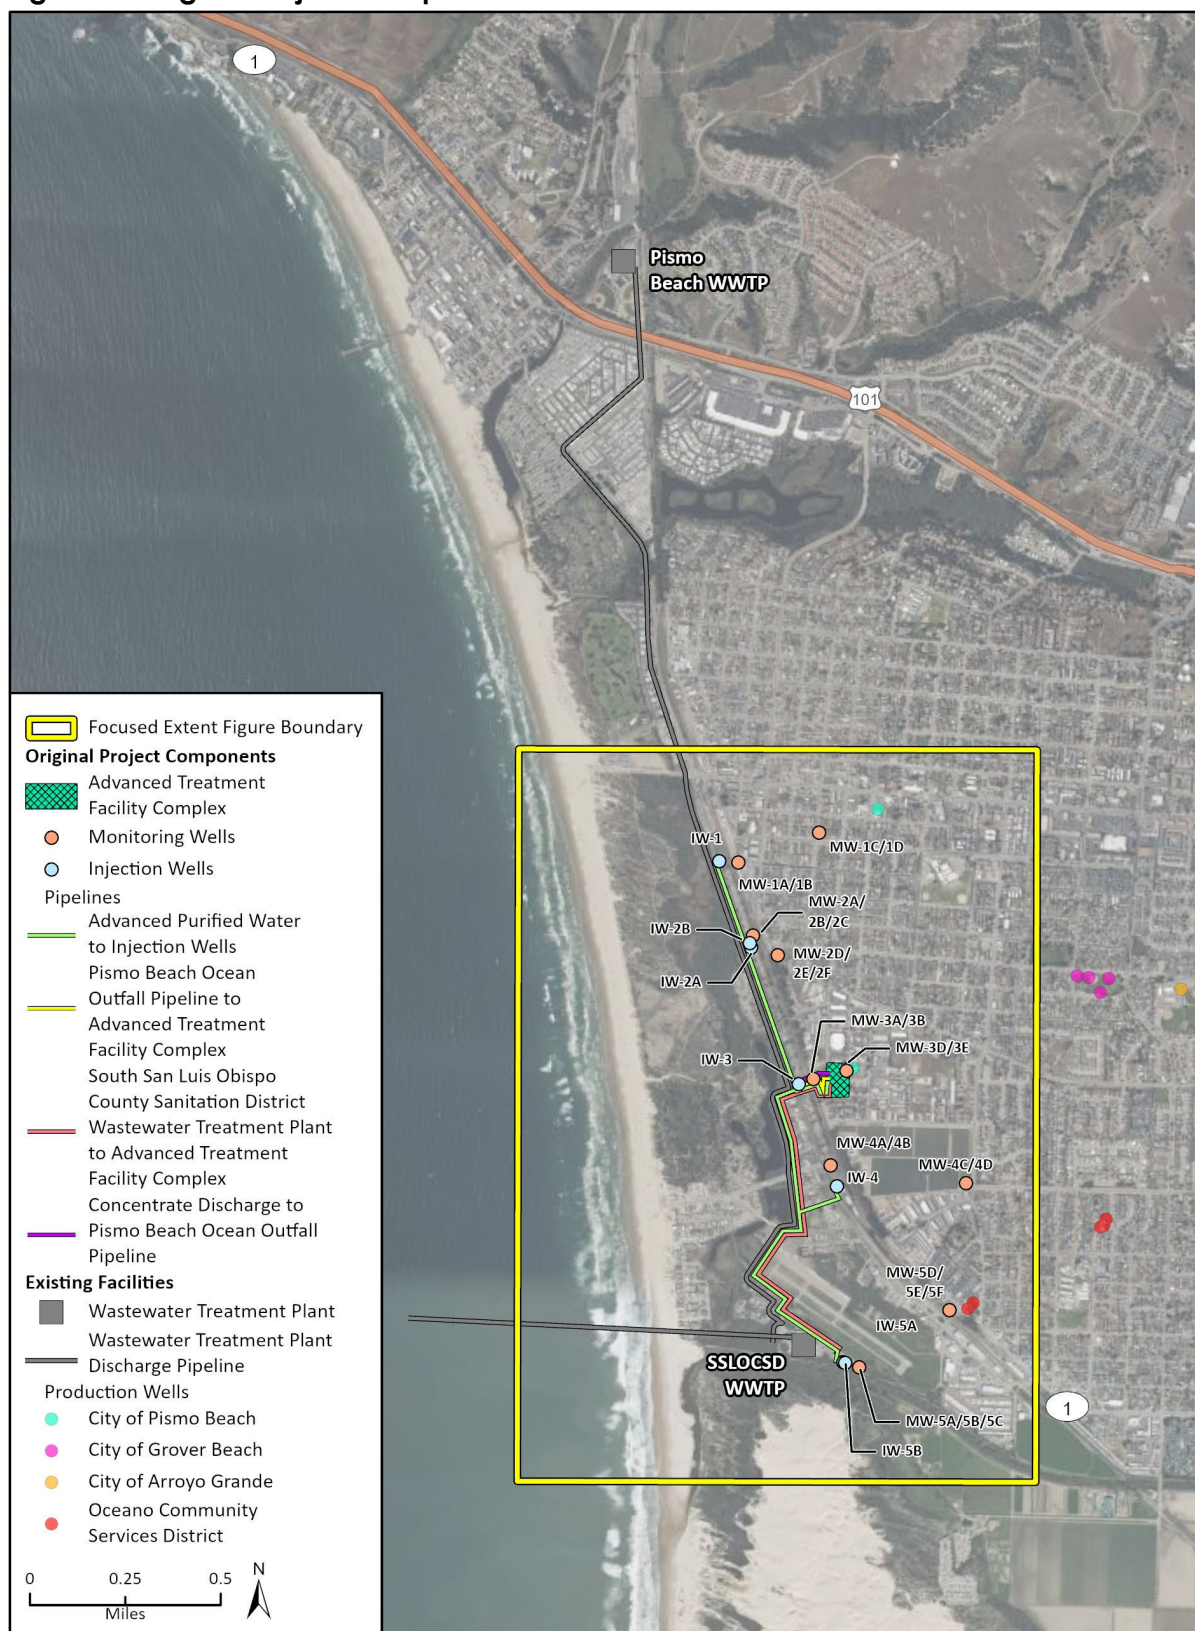 1
Pismo
Beach WWTP
101
Focused Extent Figure Boundary
Original Project Components
Advanced Treatment
Facility Complex
Monitoring Wells
Injection Wells
Pipelines
Advanced Purified Water
to Injection Wells
Pismo Beach Ocean
Outfall Pipeline to
Advanced Treatment
Facility Complex
South San Luis Obispo
County Sanitation District
Wastewater Treatment Plant
to Advanced Treatment
Facility Complex
Concentrate Discharge to
Pismo Beach Ocean Outfall
Pipeline
Existing Facilities
Wastewater Treatment Plant
Wastewater Treatment Plant
Discharge Pipeline
Production Wells
City of Pismo Beach
City of Grover Beach
City of Arroyo Grande
Oceano Community
Services District
0 0.25 0.5
Miles
N
IW-1
MW-1C/1D
MW-1A/1B
MW-2A/
2B/2C
IW-2B
MW-2D/
2E/2F
IW-2A
MW-3A/3B
MW-3D/3E
IW-3
MW-4A/4B
MW-4C/4D
IW-4
MW-5D/
5E/5F
IW-5A
SSLOCSD
WWTP
MW-5A/5B/5C
IW-5B
1